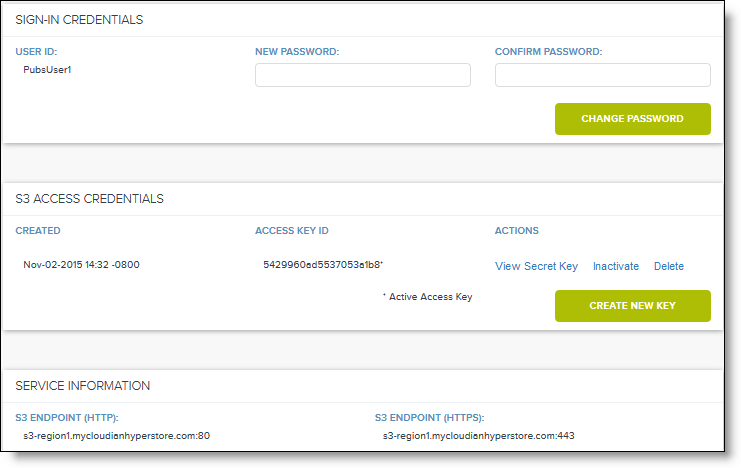 SIGN-IN CREDENTIALS
USER ID: NEW PASSWORD: CONFIRM PASSWORD:
PubsUser1
CHANGE PASSWORD
S3 ACCESS CREDENTIALS
CREATED ACCESS KEY ID ACTIONS
Nov-02-2015 14:32 -0800 5429960ad5537053a1b8* View Secret Key Inactivate Delete
* Active Access Key CREATE NEW KEY
SERVICE INFORMATION
S3 ENDPOINT (HTTP): S3 ENDPOINT (HTTPS):
s3-region1.mycloudianhyperstore.com:80 s3-region1.mycloudianhyperstore.com:443